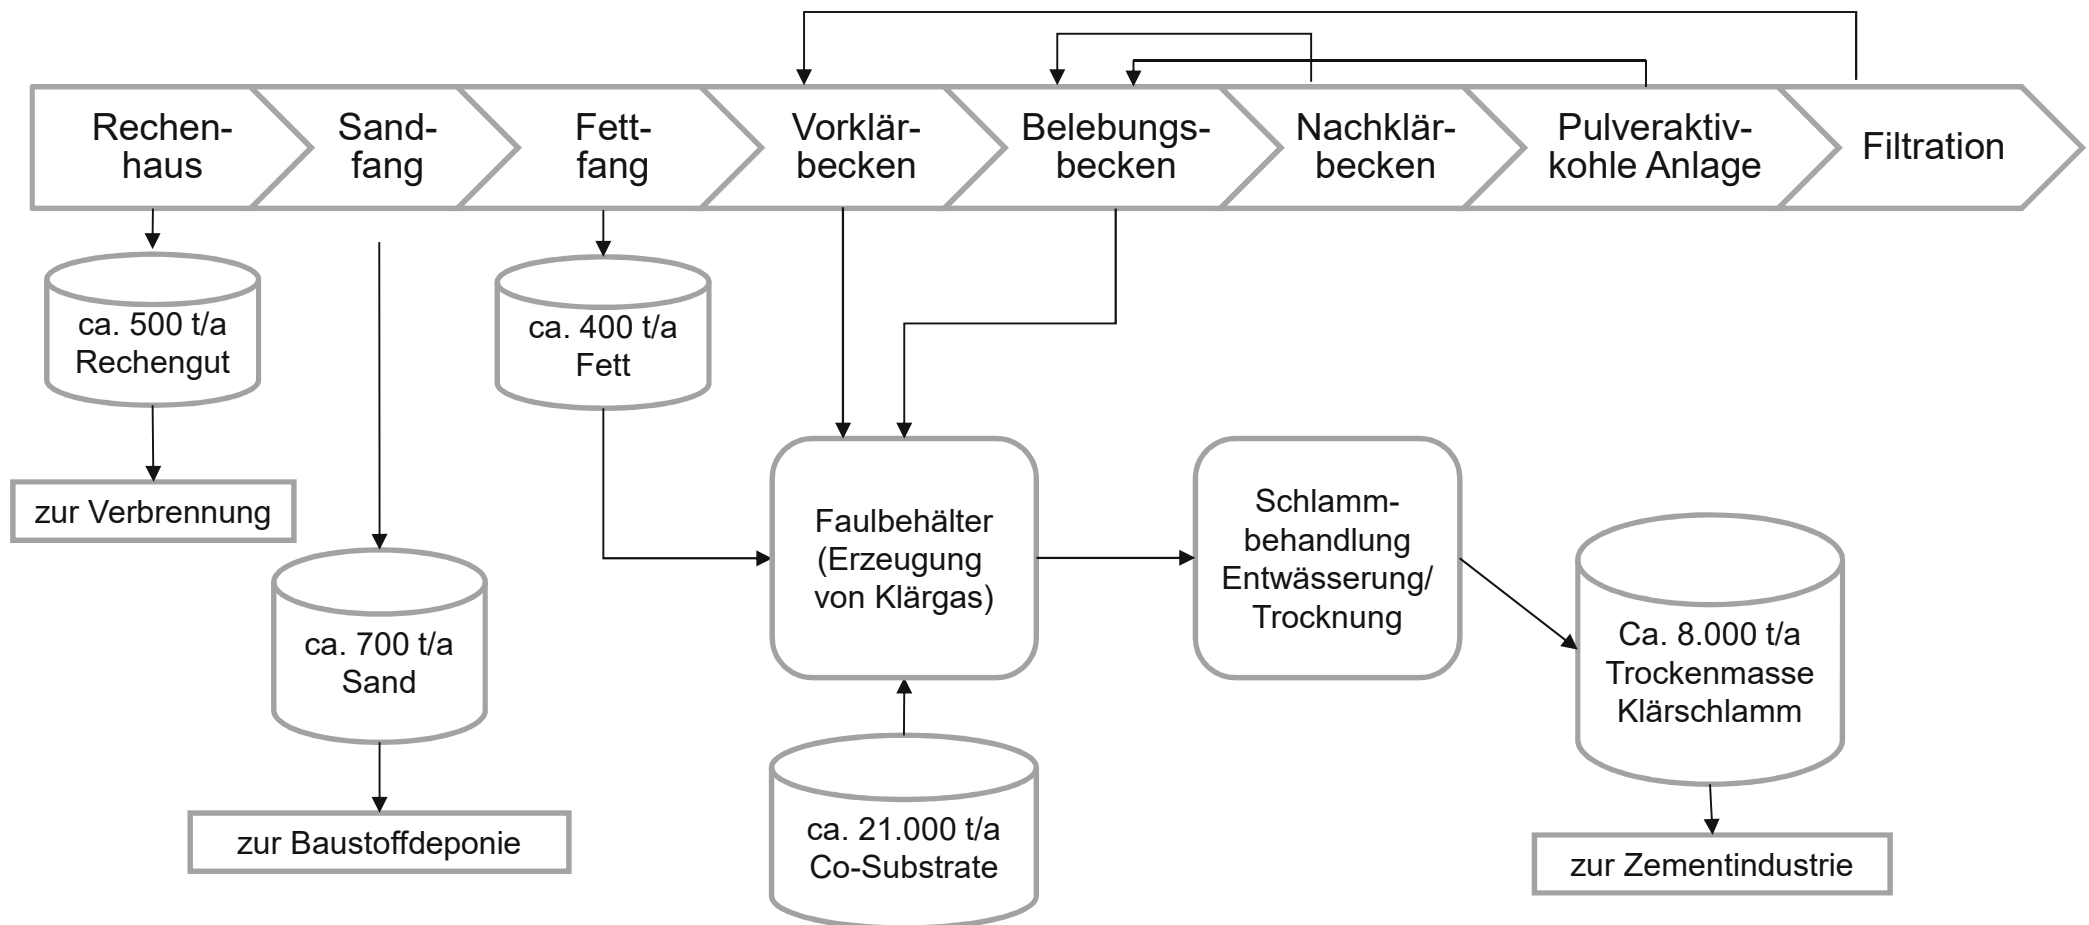 Rechen-
haus
Sand-
fang
Fett-
fang
Vorklär-
becken
Belebungs-
becken
Nachklär-
becken
Pulveraktiv-
kohle Anlage
Filtration
ca. 500 t/a
Rechengut
ca. 400 t/a
Fett
zur Verbrennung
ca. 700 t/a
Sand
zur Baustoffdeponie
Faulbehälter
(Erzeugung
von Klärgas)
Schlamm-
behandlung
Entwässerung/
Trocknung
Ca. 8.000 t/a
Trockenmasse
Klärschlamm
ca. 21.000 t/a
Co-Substrate
zur Zementindustrie